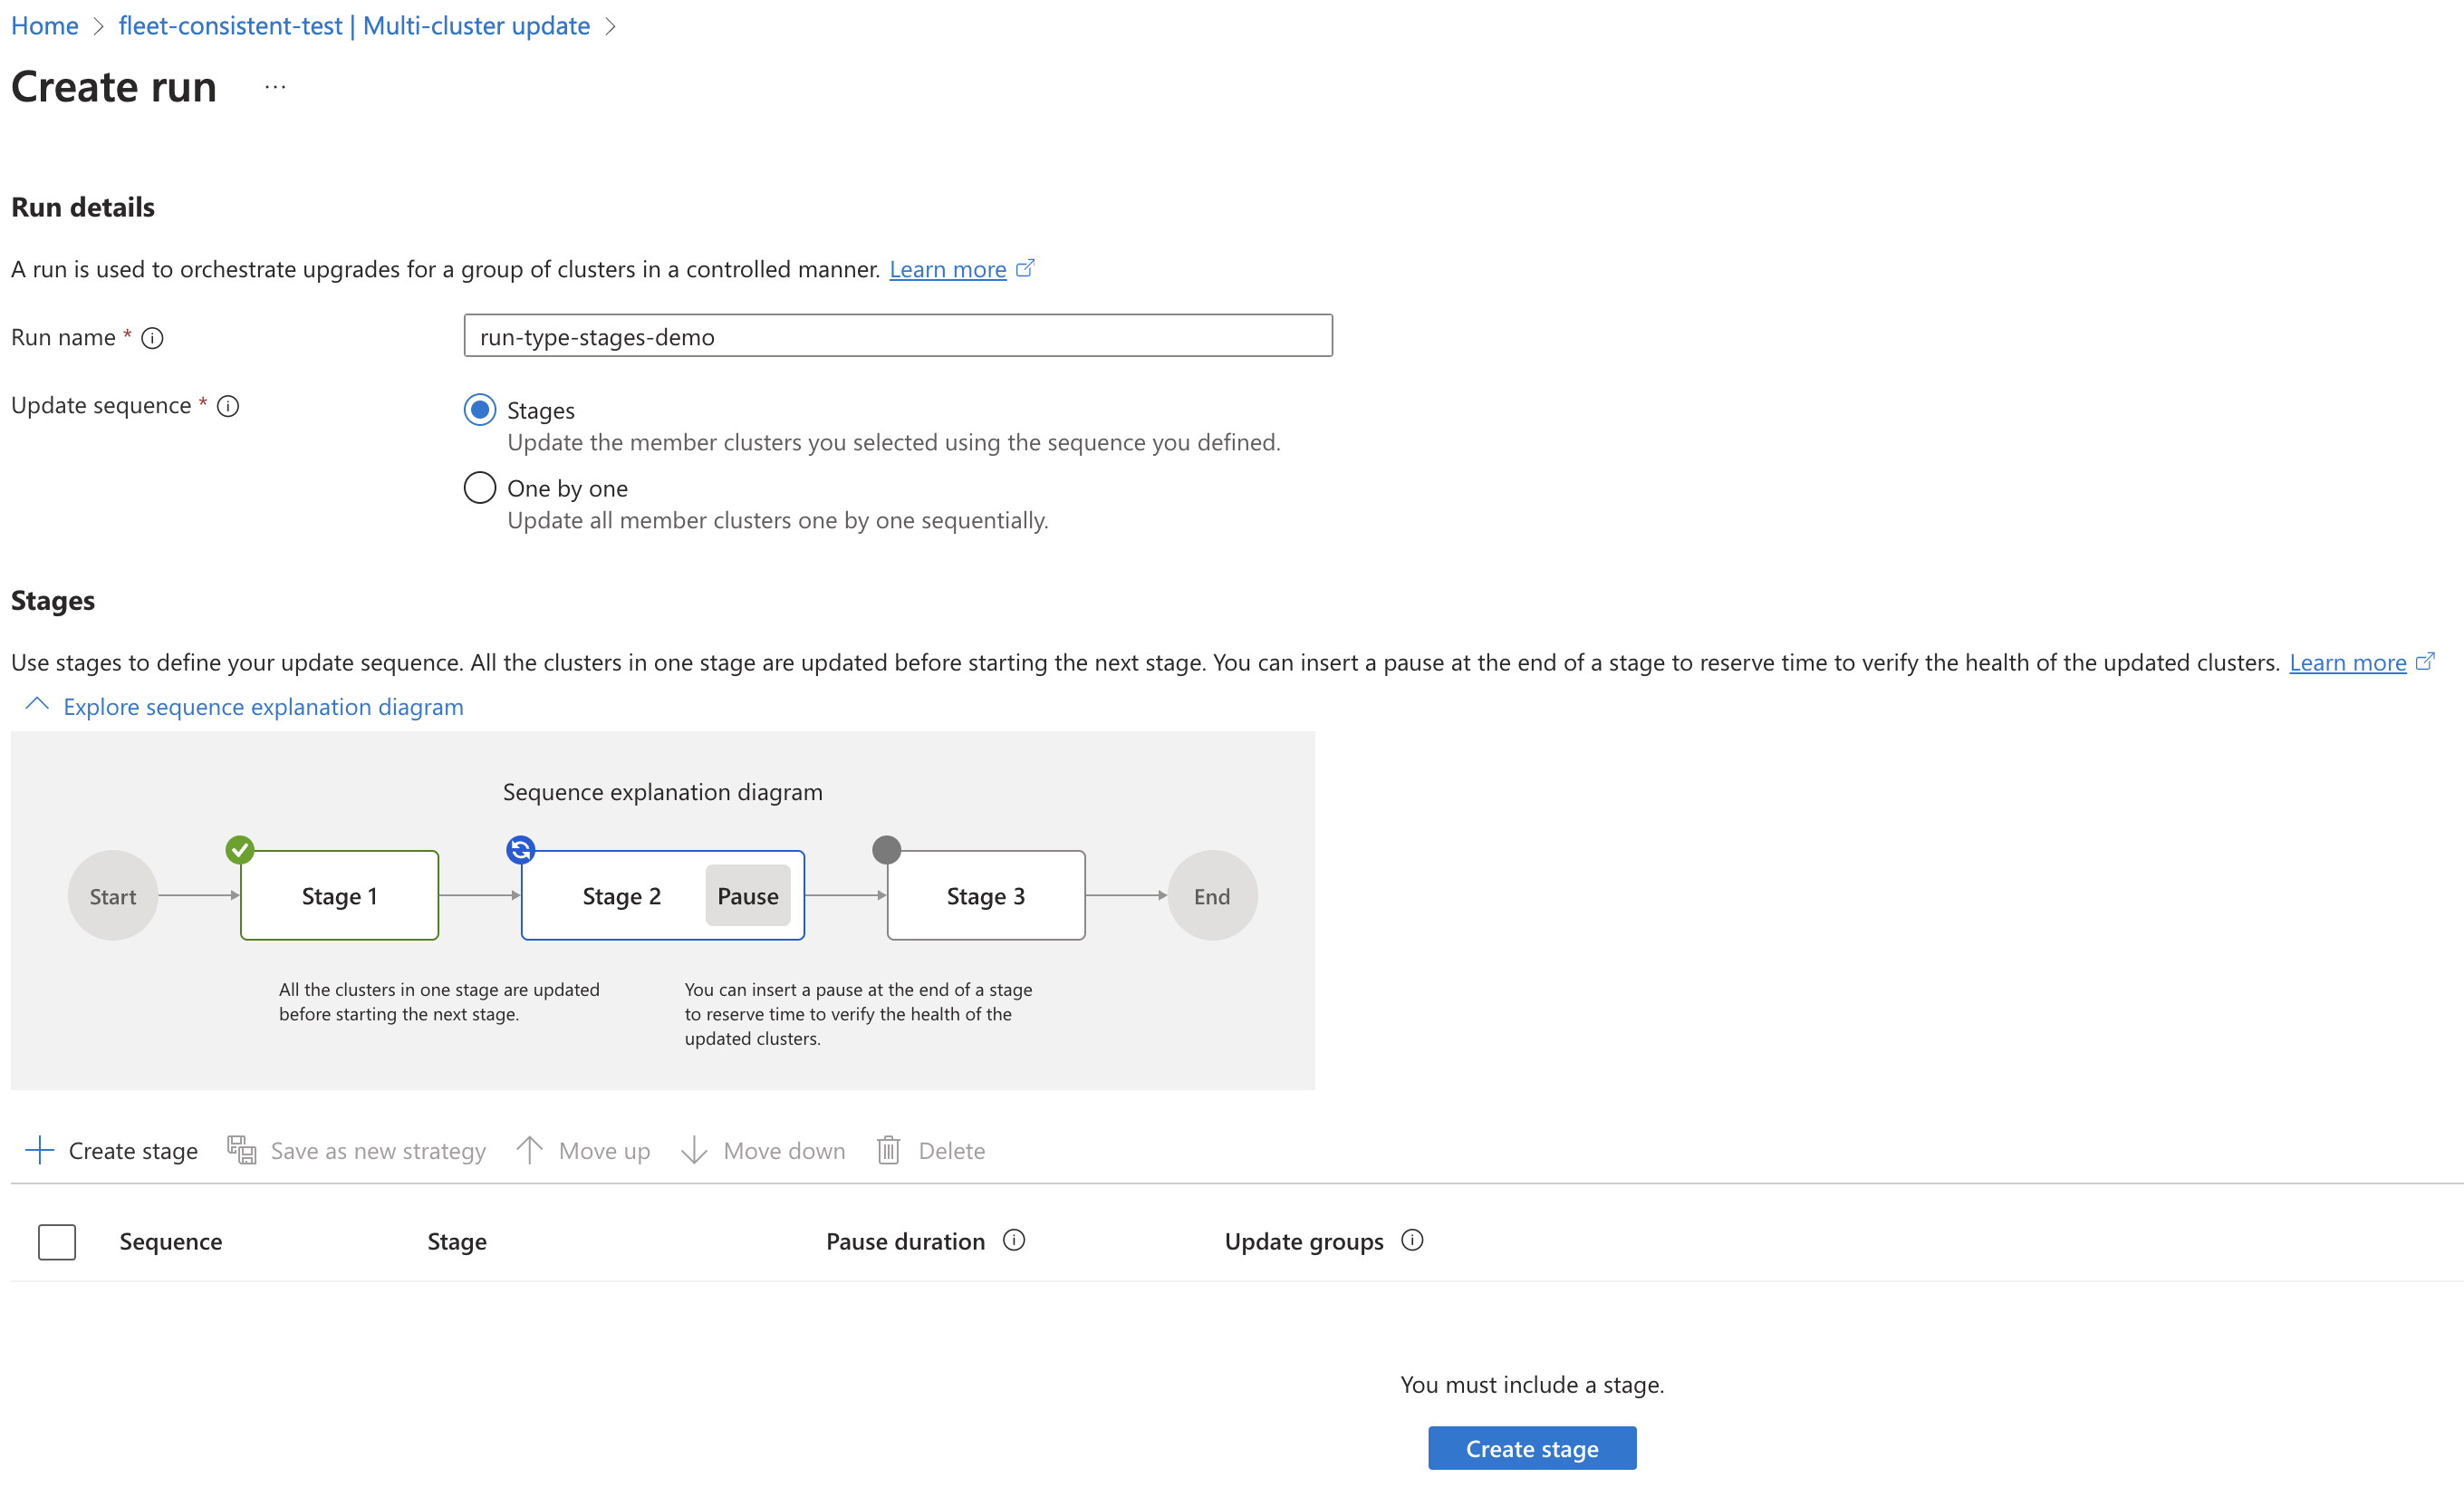 Home > fleet-consistent-test | Multi-cluster update >
Create run ...
Run details
A run is used to orchestrate upgrades for a group of clusters in a controlled manner. Learn more
Run name *
run-type-stages-demo
Update sequence *
Stages
Update the member clusters you selected using the sequence you defined.
One by one
Update all member clusters one by one sequentially.
Stages
Use stages to define your update sequence. All the clusters in one stage are updated before starting the next stage. You can insert a pause at the end of a stage to reserve time to verify the health of the updated clusters. Learn more
Explore sequence explanation diagram
Sequence explanation diagram
Start
Stage 1
Stage 2
Pause
Stage 3
End
All the clusters in one stage are updated
before starting the next stage.
You can insert a pause at the end of a stage
to reserve time to verify the health of the
updated clusters.
Create stage
Save as new strategy
Move up
Move down
Delete
Sequence
Stage
Pause duration
Update groups
You must include a stage.
Create stage